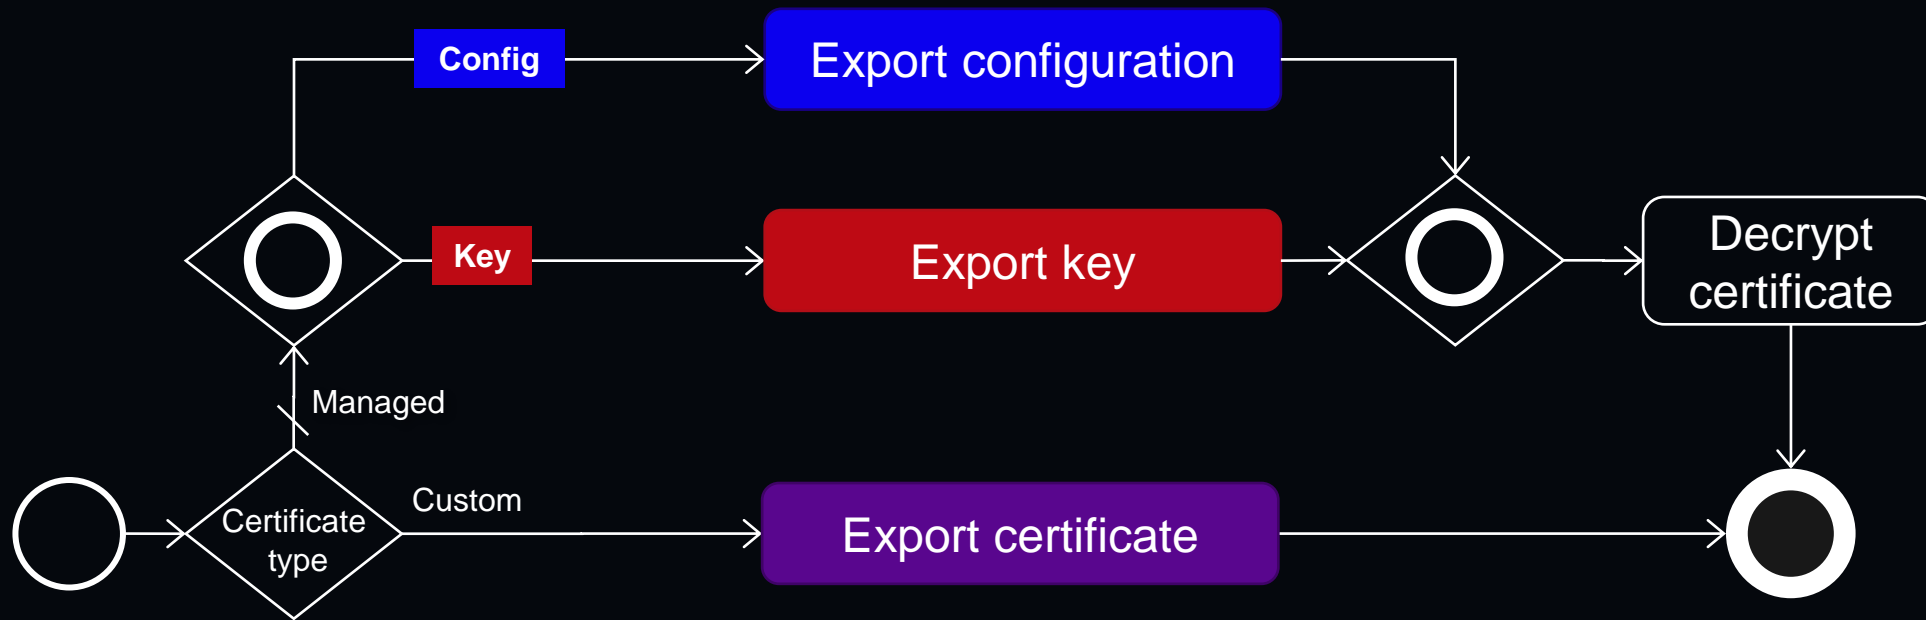 Config
Export configuration
Key
Export key
Decrypt
certificate
Managed
Custom
Certificate
type
Export certificate